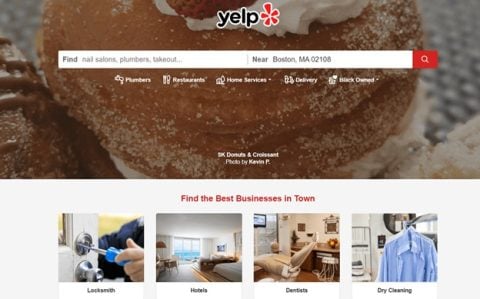 yelp
Find nail salons, plumbers, takeout... Near Boston, MA 02108
Plumbers Restaurants Home Services Delivery Black Owned
SK Donuts & Croissant
Photo by Kevin P.
Find the Best Businesses in Town
Locksmith Hotels Dentists Dry Cleaning